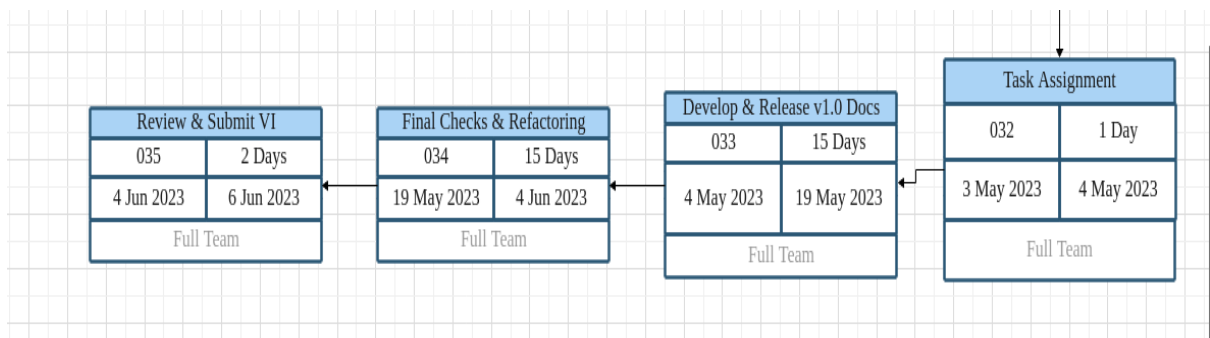 Review & Submit VI
035 2 Days
4 Jun 2023 6 Jun 2023
Full Team
Final Checks & Refactoring
034 15 Days
19 May 2023 4 Jun 2023
Full Team
Develop & Release v1.0 Docs
033 15 Days
4 May 2023 19 May 2023
Full Team
Task Assignment
032 1 Day
3 May 2023 4 May 2023
Full Team